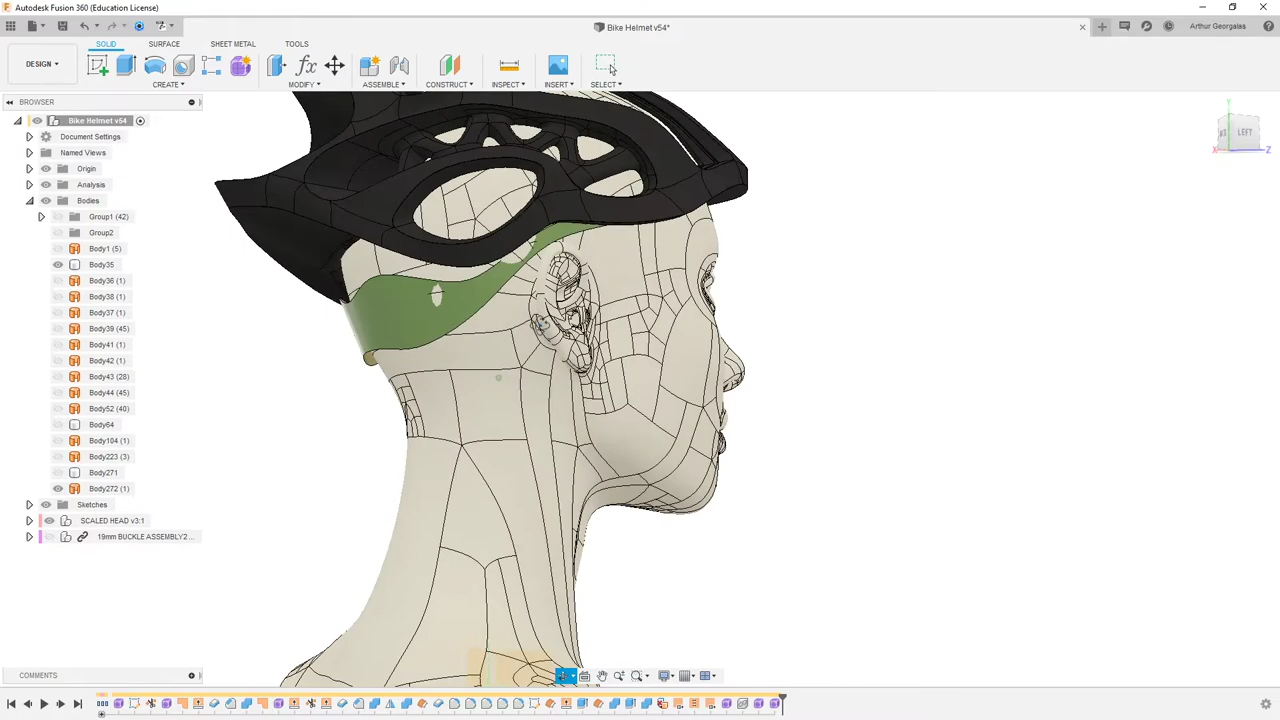 Autodesk Fusion 360 (Education License)
Bike Helmet v54*
Arthur Georgalas
SOLID SURFACE SHEET METAL TOOLS
DESIGN
CREATE MODIFY ASSEMBLE CONSTRUCT INSPECT INSERT SELECT
BROWSER
Bike Helmet v54
Document Settings
Named Views
Origin
Analysis
Bodies
Group1 (42)
Group2
Body1 (5)
Body35
Body36 (1)
Body38 (1)
Body37 (1)
Body39 (45)
Body41 (1)
Body42 (1)
Body43 (28)
Body44 (45)
Body52 (40)
Body64
Body104 (1)
Body223 (3)
Body271
Body272 (1)
Sketches
SCALED HEAD v3:1
19mm BUCKLE ASSEMBLY2...
LEFT
Y
X
Z
COMMENTS